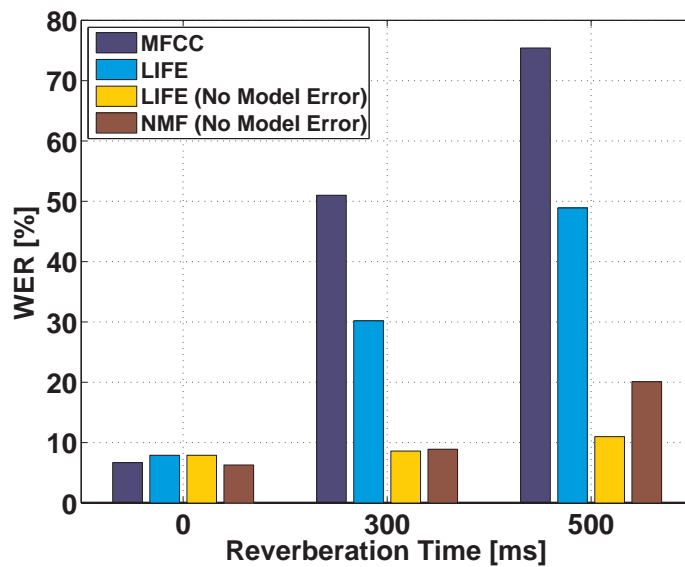 80
70
60
50
40
30
20
10
0
WER [%]
MFCC
LIFE
LIFE (No Model Error)
NMF (No Model Error)
0 300 500
Reverberation Time [ms]